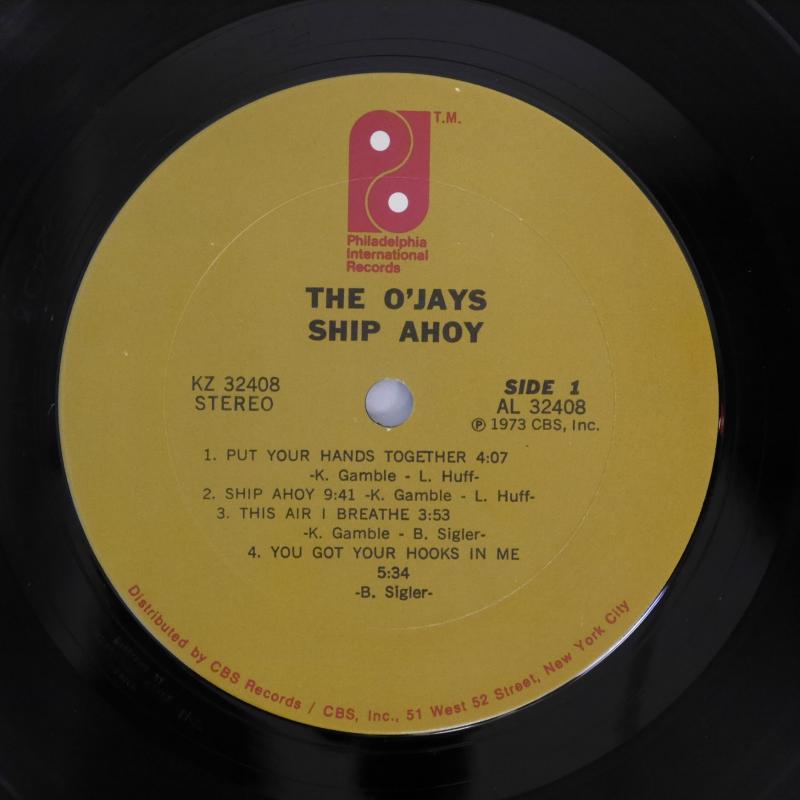 T.M.
Philadelphia
International
Records
THE O'JAYS
SHIP AHOY
KZ 32408
STEREO
SIDE 1
AL 32408
℗ 1973 CBS, Inc.
1. PUT YOUR HANDS TOGETHER 4:07
-K. Gamble - L. Huff-
2. SHIP AHOY 9:41 -K. Gamble - L. Huff-
3. THIS AIR I BREATHE 3:53
-K. Gamble - B. Sigler-
4. YOU GOT YOUR HOOKS IN ME
5:34
-B. Sigler-
Distributed by CBS Records / CBS, Inc., 51 West 52 Street, New York City